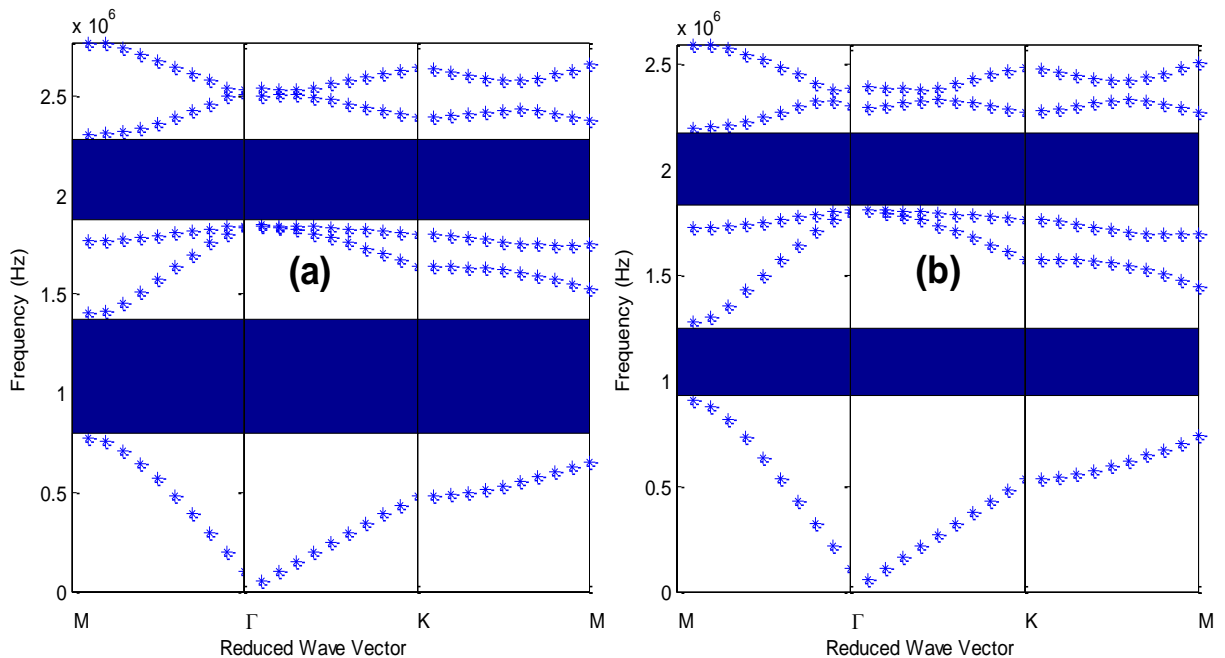 x 10^6
2.5
2
1.5
1
0.5
0
Frequency (Hz)
(a)
M Γ K M
Reduced Wave Vector
x 10^6
2.5
2
1.5
1
0.5
0
Frequency (Hz)
(b)
M Γ K M
Reduced Wave Vector